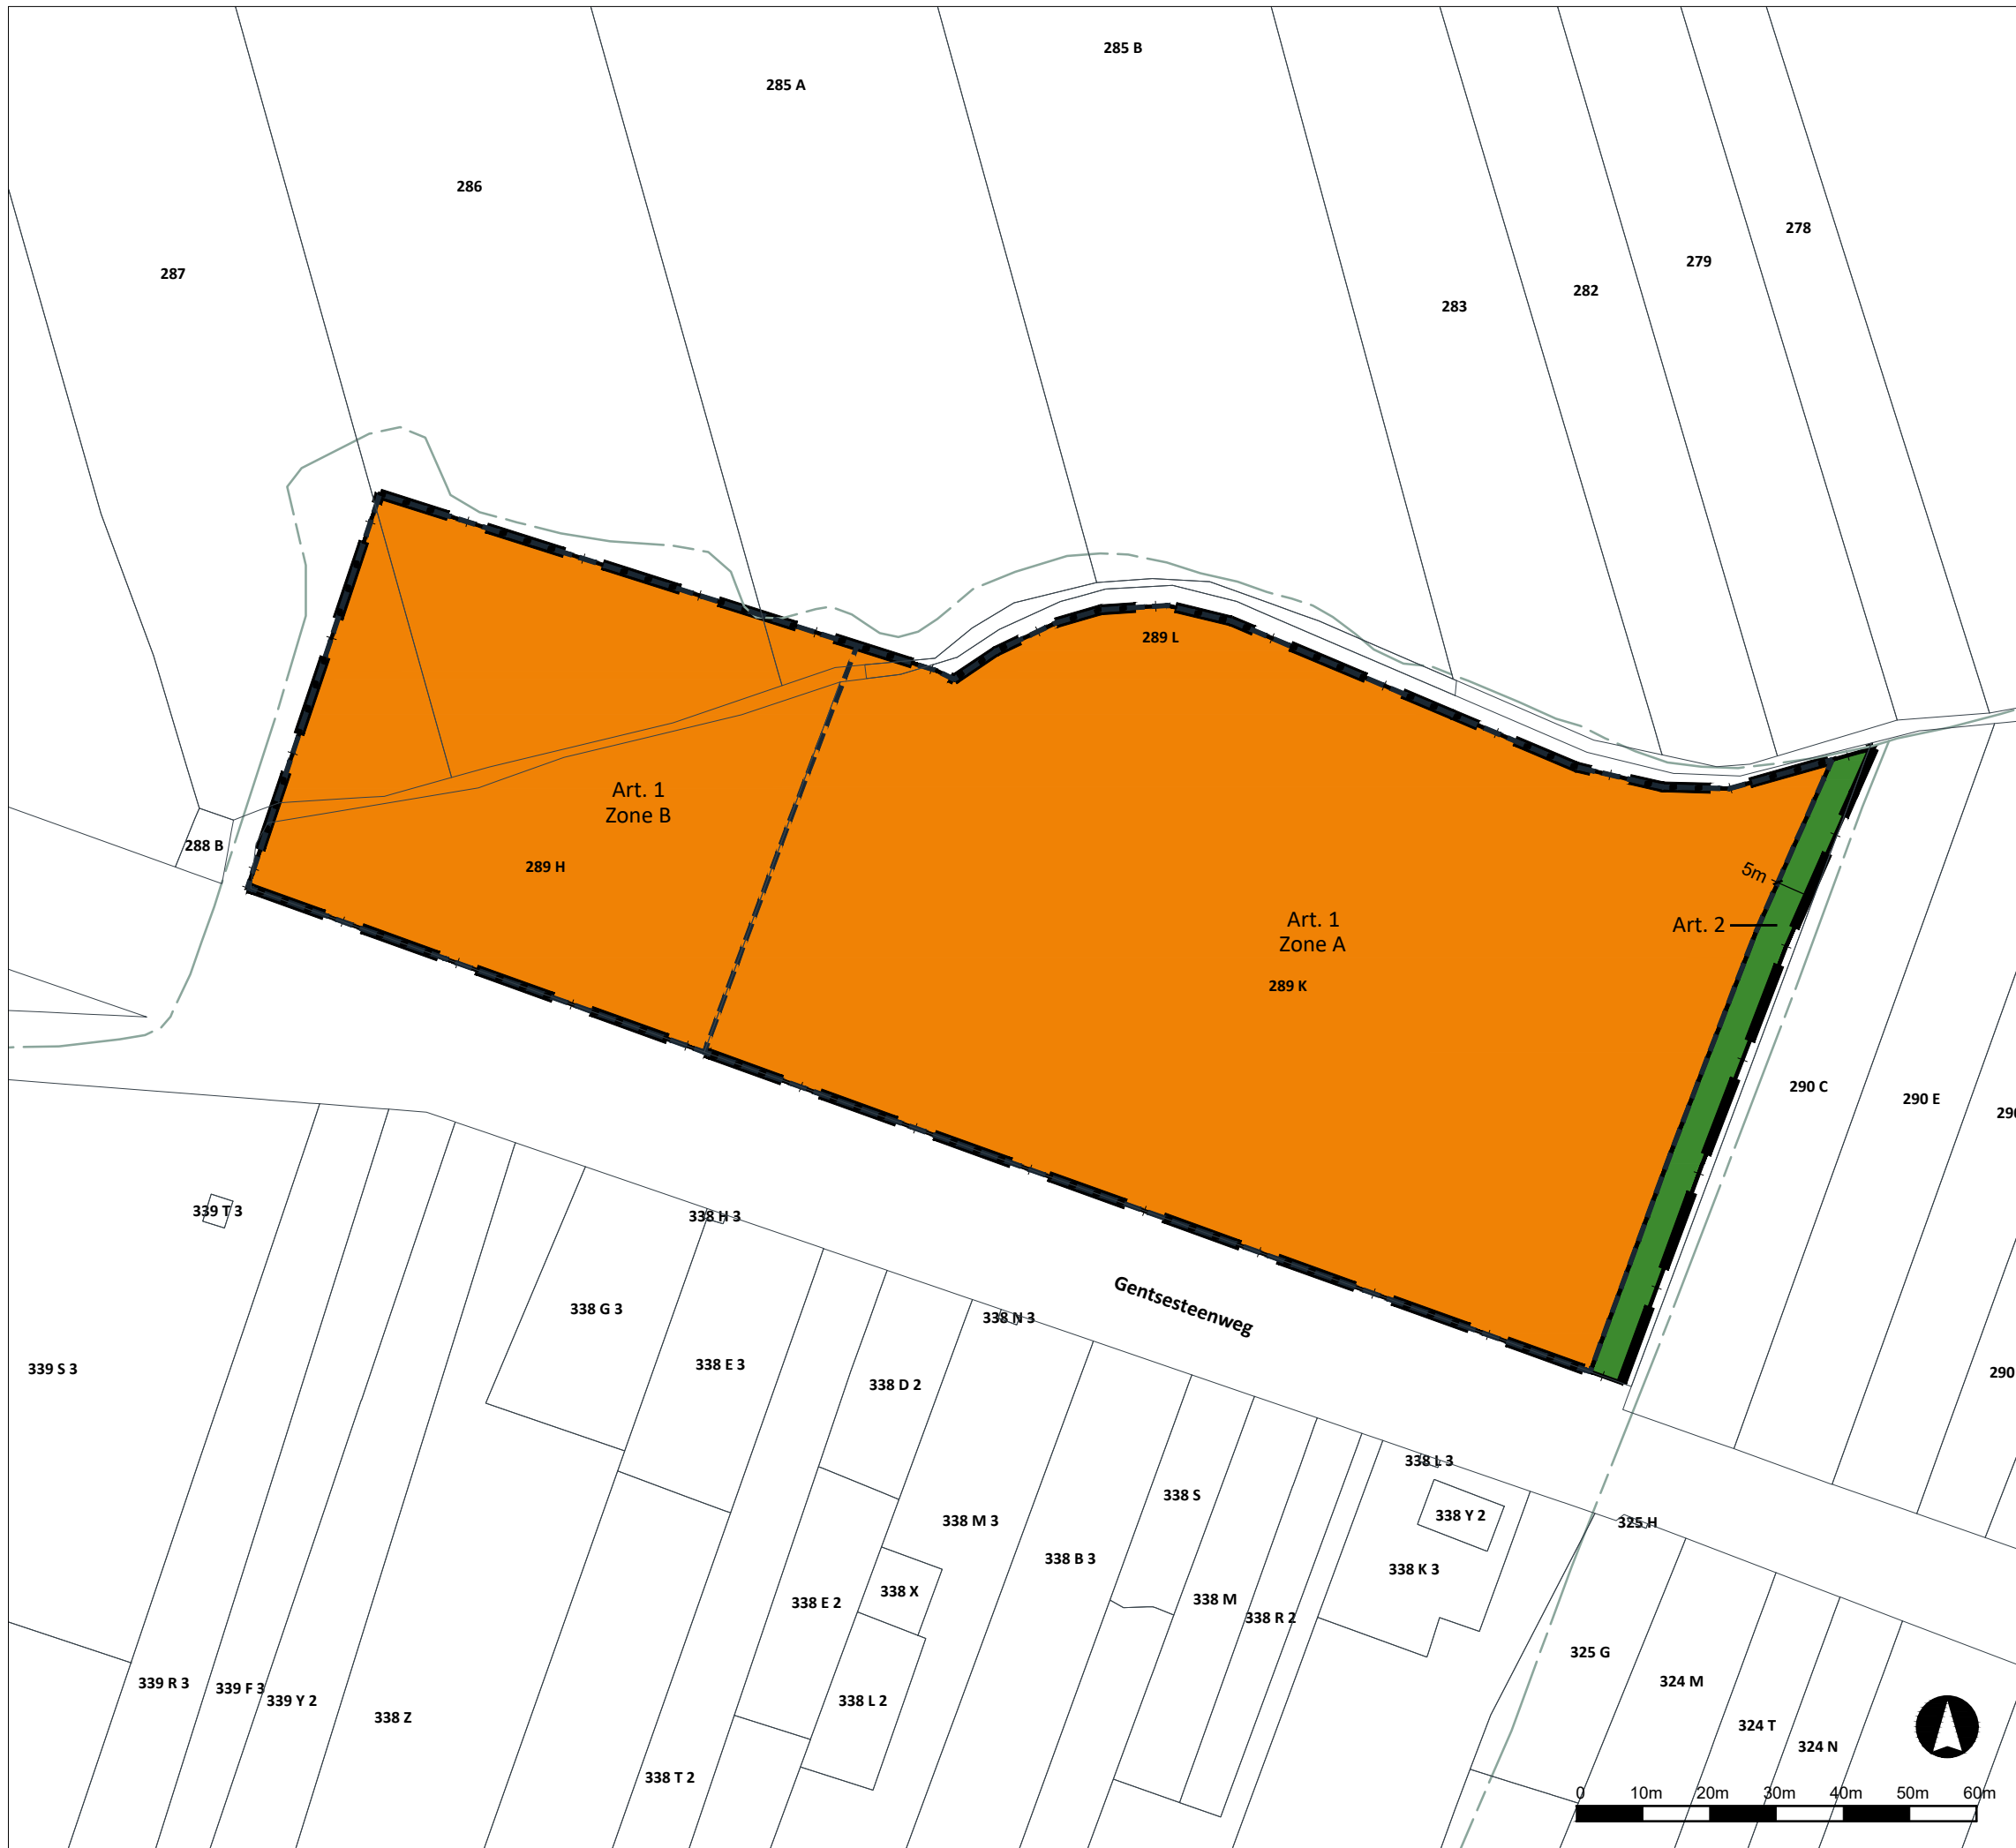 285 B
285 A
286
278
279
287
282
283
289 L
Art. 1
Zone B
288 B
289 H
5m
Art. 1
Zone A
Art. 2
289 K
290 C
290 E
290
339 T 3
338 H 3
Gentsesteenweg
338 G 3
338 N 3
338 E 3
339 S 3
338 D 2
290
338 L 3
338 S
338 Y 2
338 M 3
325 H
338 B 3
338 K 3
338 X
338 E 2
338 M
338 R 2
325 G
339 R 3
339 F 3
339 Y 2
338 L 2
324 M
338 Z
324 T
324 N
338 T 2
0 10m 20m 30m 40m 50m 60m